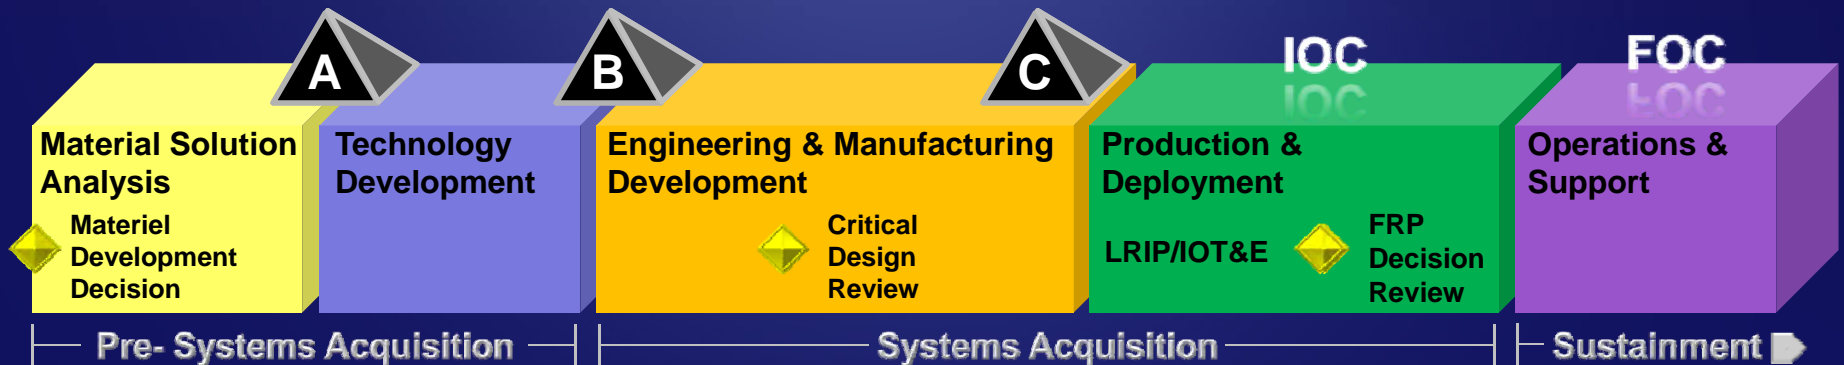 A
B
C
IOC
FOC
Material Solution
Analysis
Materiel
Development
Decision
Technology
Development
Engineering & Manufacturing
Development
Critical
Design
Review
Production &
Deployment
LRIP/IOT&E
FRP
Decision
Review
Operations &
Support
Pre- Systems Acquisition
Systems Acquisition
Sustainment